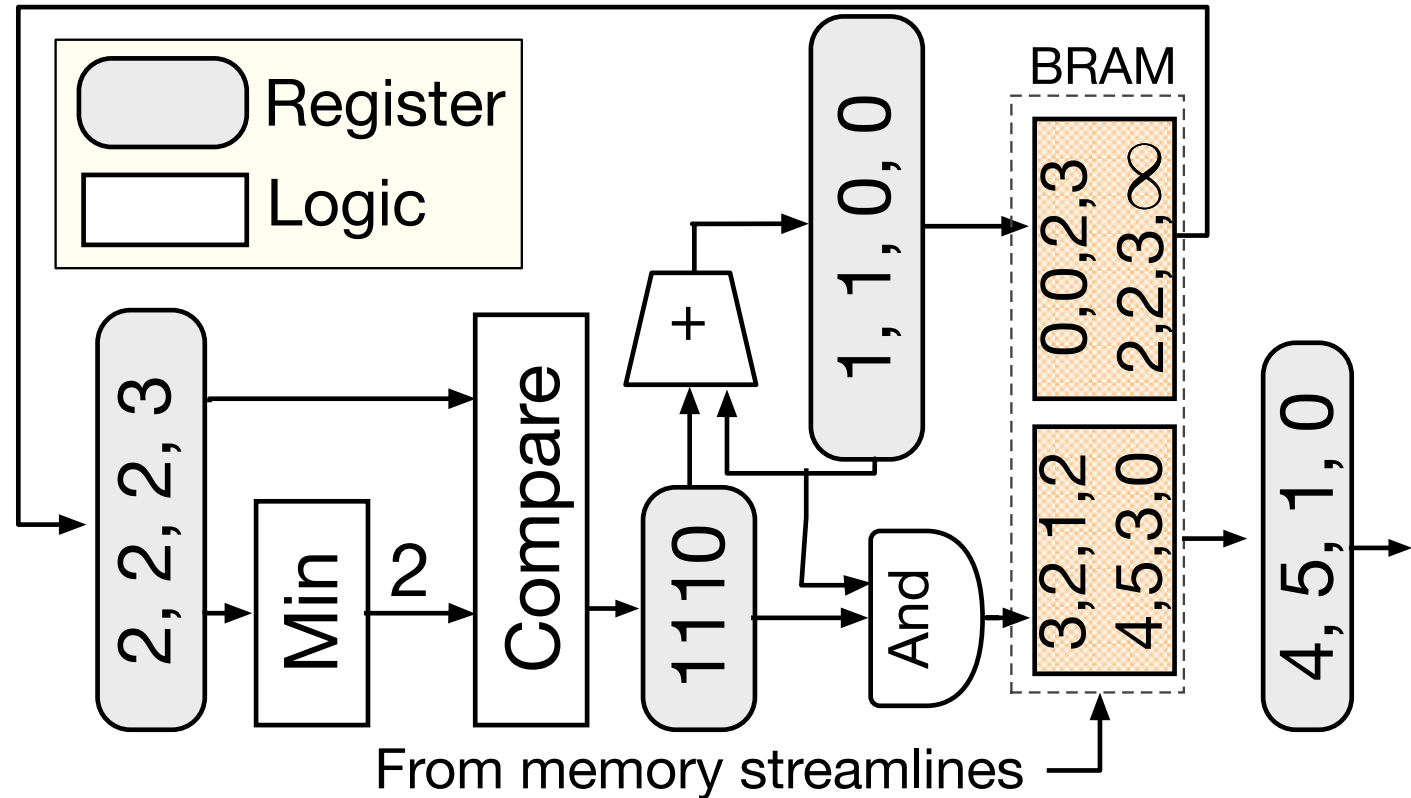 Register
Logic
BRAM
1, 1, 0, 0
0,0,2,3
2,2,3,∞
+
2, 2, 2, 3
Min
2
Compare
1110
And
3,2,1,2
4,5,3,0
4, 5, 1, 0
From memory streamlines